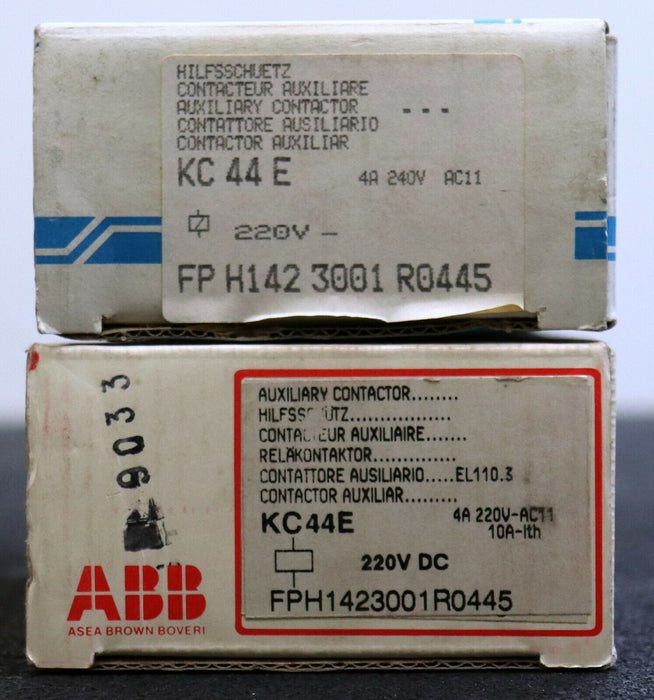 HILFSSCHUETZ
CONTACTEUR AUXILIARE
AUXILIARY CONTACTOR - - -
CONTATTORE AUSILIARIO
CONTACTOR AUXILIAR
KC 44 E 4A 240V AC11
220V -
FP H142 3001 R0445
9033
AUXILIARY CONTACTOR........
HILFSSCHÜTZ.................
CONTACTEUR AUXILIAIRE.......
RELÄKONTAKTOR..............
CONTATTORE AUSILIARIO.....EL110.3
CONTACTOR AUXILIAR..........
KC44E 4A 220V-AC11
10A-Ith
220V DC
FPH1423001R0445
ABB
ASEA BROWN BOVERI